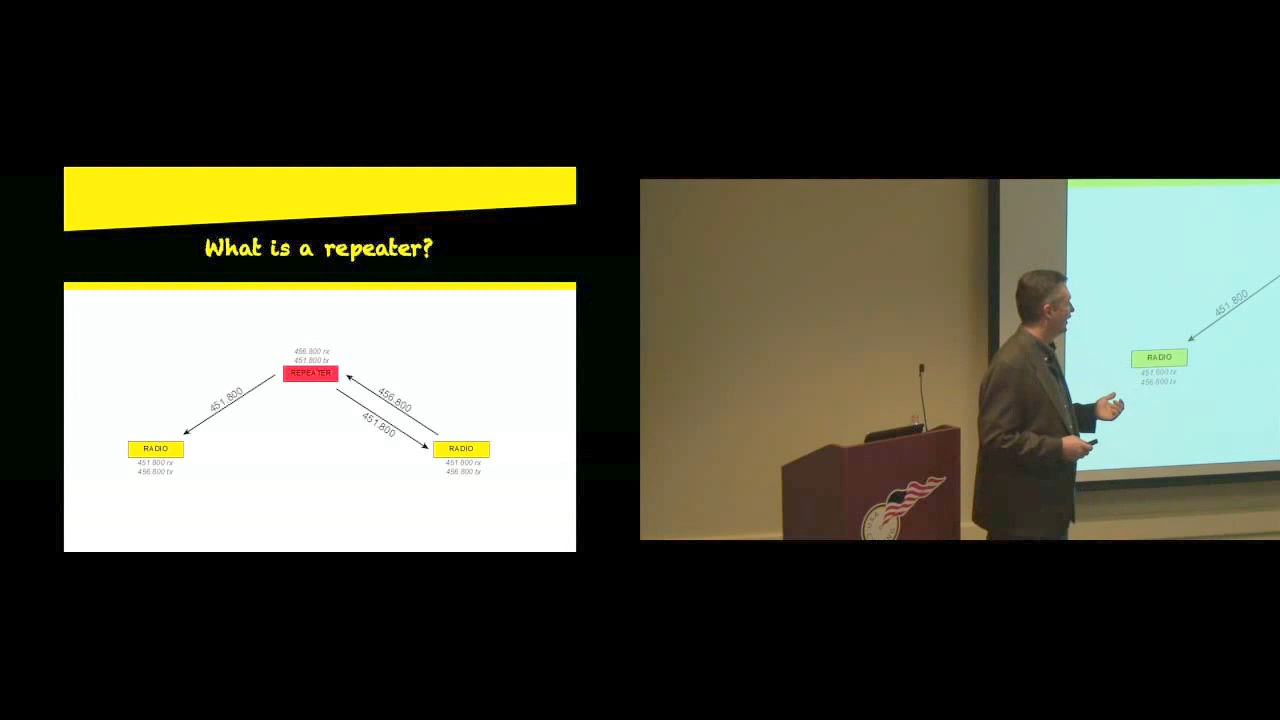 What is a repeater?
456.800 rx
451.800 tx
REPEATER
451.800
456.800
451.800
RADIO
451.800 rx
456.800 tx
RADIO
451.800 rx
456.800 tx
451.800
RADIO
451.800 rx
456.800 tx
USA